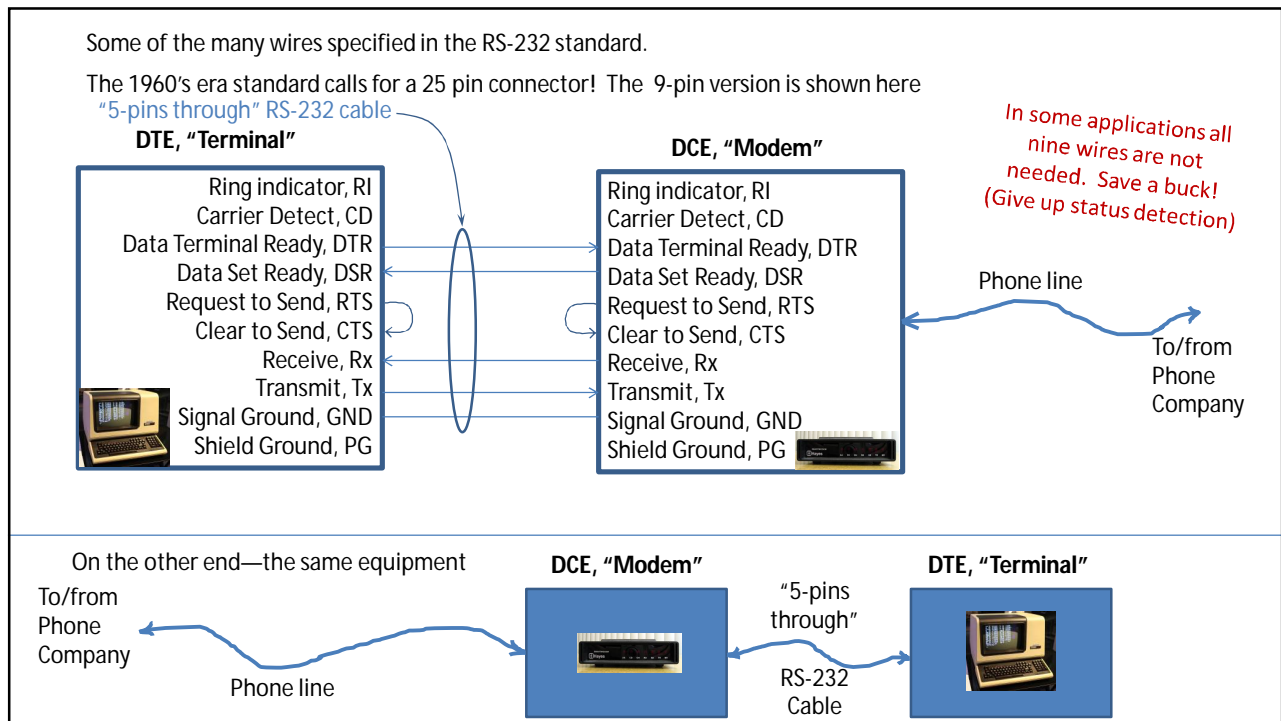 Some of the many wires specified in the RS-232 standard.
The 1960's era standard calls for a 25 pin connector!  The  9-pin version is shown here
"5-pins through" RS-232 cable
DTE, "Terminal"
Ring indicator, RI
Carrier Detect, CD
Data Terminal Ready, DTR
Data Set Ready, DSR
Request to Send, RTS
Clear to Send, CTS
Receive, Rx
Transmit, Tx
Signal Ground, GND
Shield Ground, PG
DCE, "Modem"
Ring indicator, RI
Carrier Detect, CD
Data Terminal Ready, DTR
Data Set Ready, DSR
Request to Send, RTS
Clear to Send, CTS
Receive, Rx
Transmit, Tx
Signal Ground, GND
Shield Ground, PG
Hayes
In some applications all
nine wires are not
needed.  Save a buck!
(Give up status detection)
Phone line
To/from
Phone
Company
On the other end—the same equipment
To/from
Phone
Company
Phone line
DCE, "Modem"
Hayes
"5-pins
through"
RS-232
Cable
DTE, "Terminal"